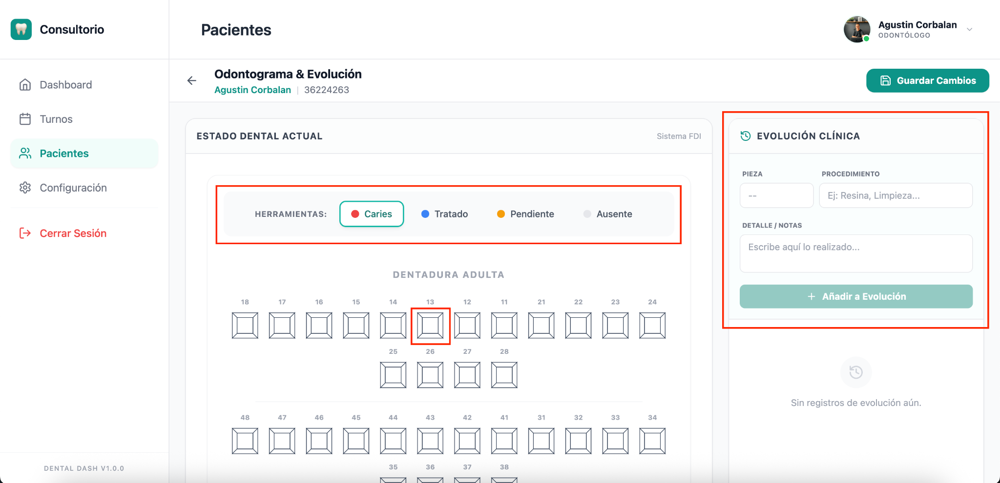 Consultorio
Pacientes
Agustin Corbalan
ODONTÓLOGO
Dashboard
Turnos
Pacientes
Configuración
Cerrar Sesión
DENTAL DASH V1.0.0
Odontograma & Evolución
Agustin Corbalan | 36224263
Guardar Cambios
ESTADO DENTAL ACTUAL
Sistema FDI
HERRAMIENTAS: Caries Tratado Pendiente Ausente
DENTADURA ADULTA
18 17 16 15 14 13 12 11 21 22 23 24
25 26 27 28
48 47 46 45 44 43 42 41 31 32 33 34
35 36 37 38
EVOLUCIÓN CLÍNICA
PIEZA PROCEDIMIENTO
-- Ej: Resina, Limpieza...
DETALLE / NOTAS
Escribe aquí lo realizado...
+ Añadir a Evolución
Sin registros de evolución aún.